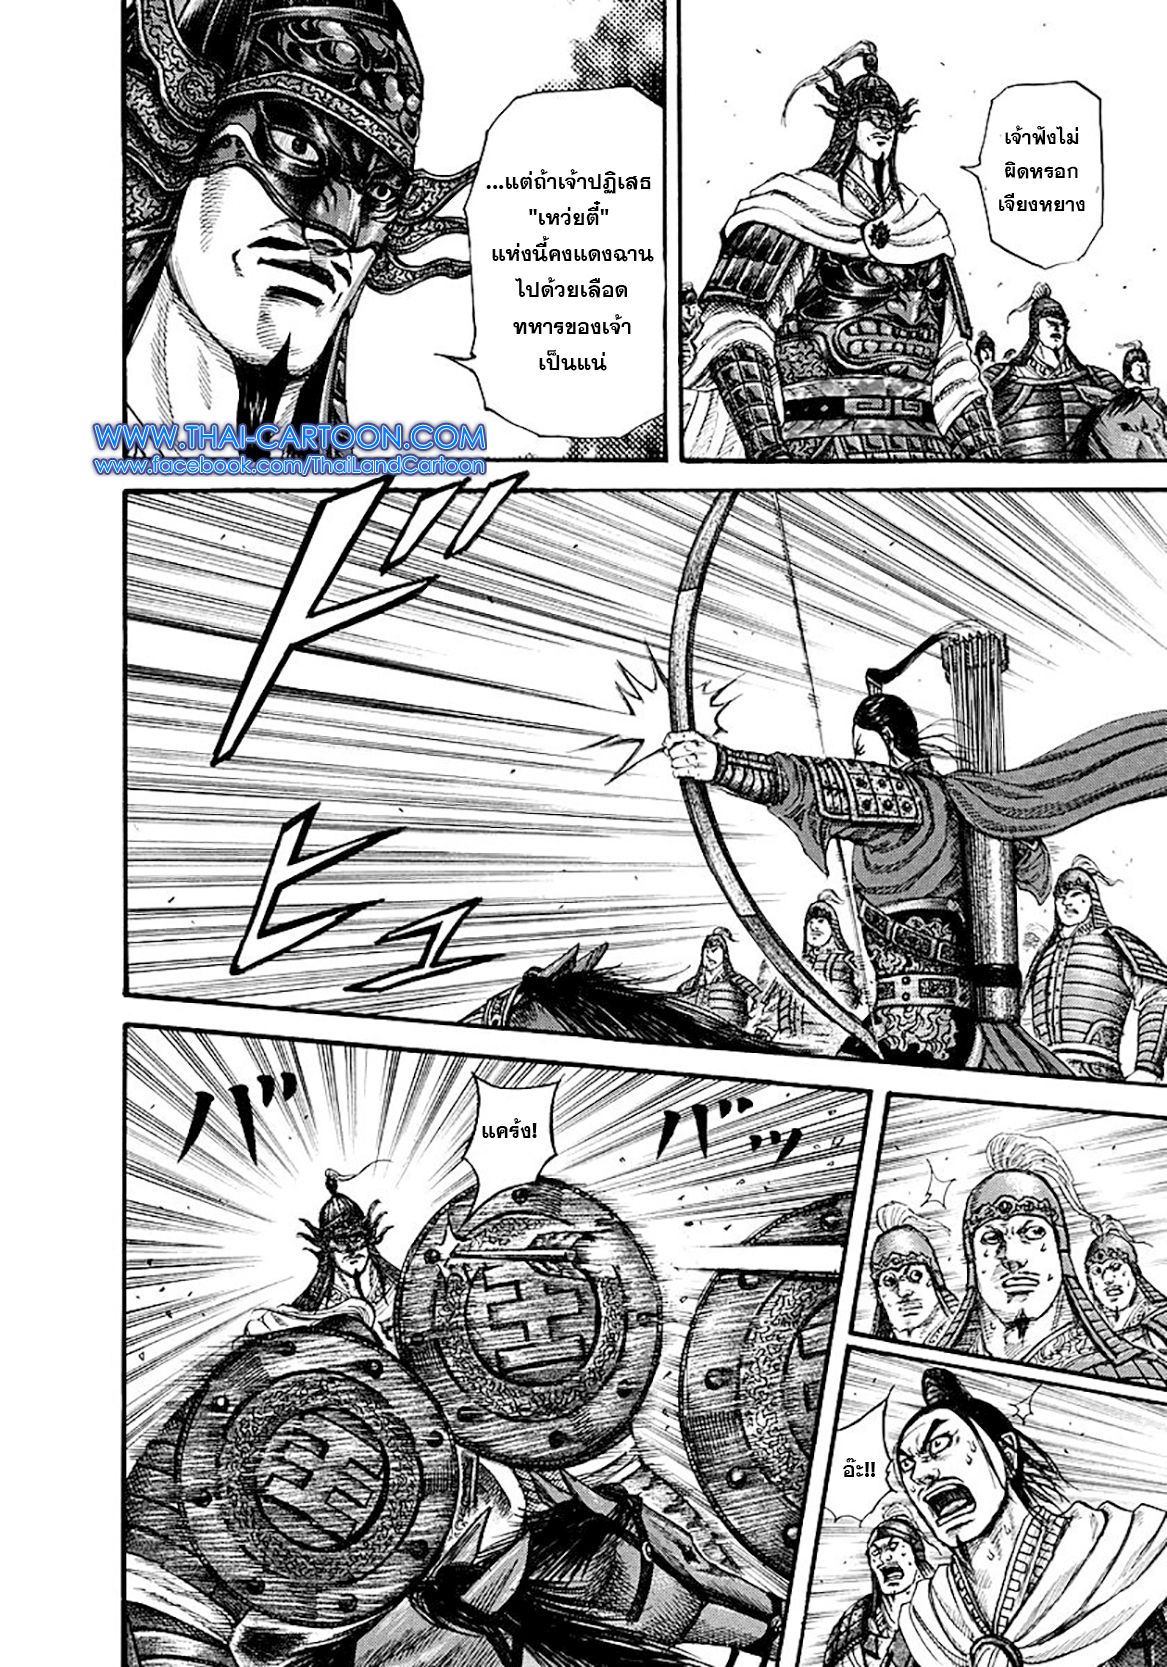 เจ้าฟังไม่
ผิดหรอก
เจียงหยาง
...แต่ถ้าเจ้าปฏิเสธ
"เหว่ยตี๋"
แห่งนี้คงแดงฉาน
ไปด้วยเลือด
ทหารของเจ้า
เป็นแน่
WWW.THAI-CARTOON.COM
www.facebook.com/ThaiLandCartoon
ドッ
ヒュ
バッ
แคร้ง!
バ
อ๊ะ!!